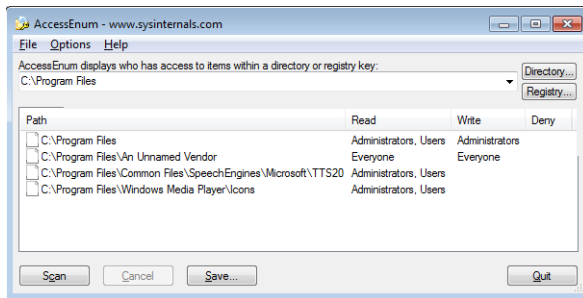 AccessEnum - www.sysinternals.com
File Options Help
AccessEnum displays who has access to items within a directory or registry key:
C:\Program Files
Directory...
Registry...
Path Read Write Deny
C:\Program Files Administrators, Users Administrators
C:\Program Files\An Unnamed Vendor Everyone Everyone
C:\Program Files\Common Files\SpeechEngines\Microsoft\TTS20 Administrators, Users
C:\Program Files\Windows Media Player\Icons Administrators, Users
Scan Cancel Save... Quit